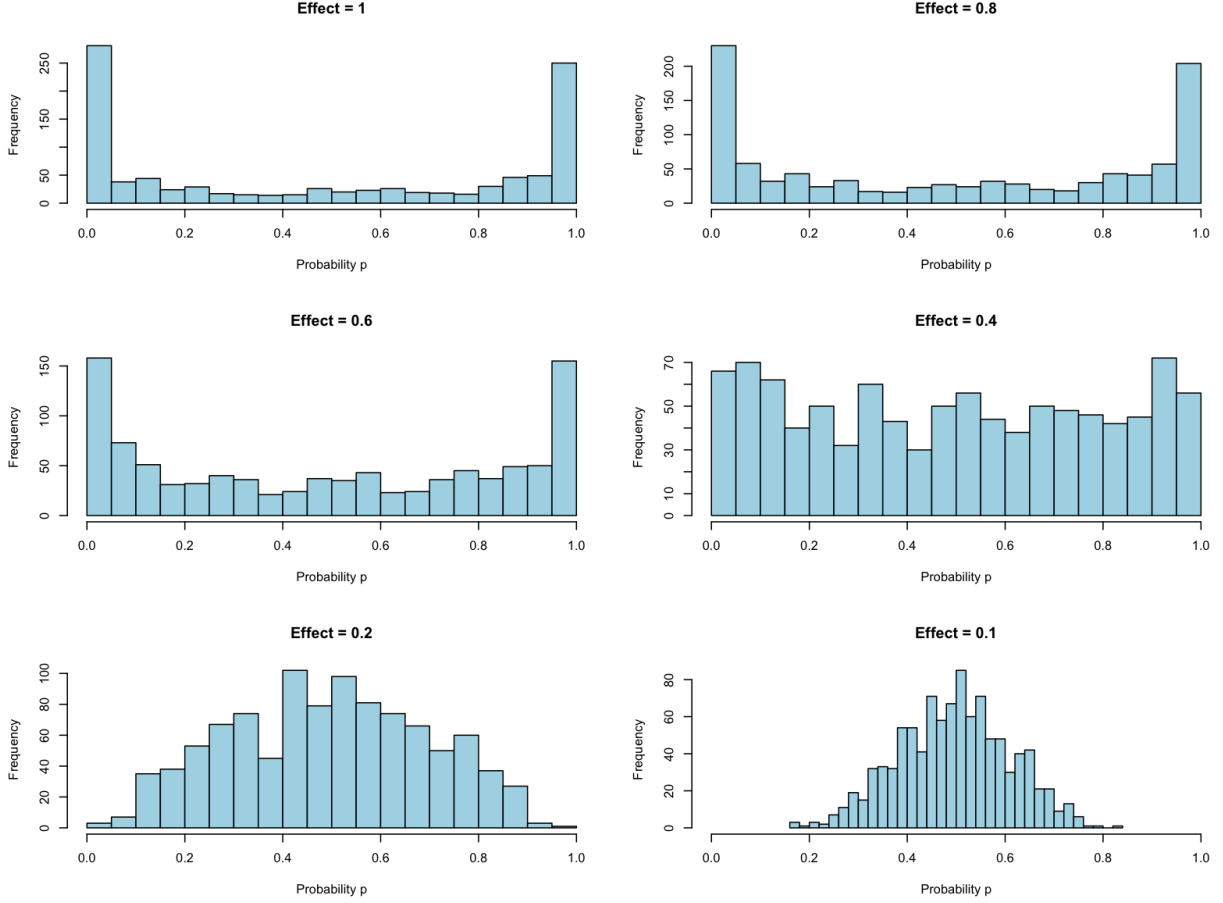 Effect = 1
Frequency
0
50
150
250
0.0 0.2 0.4 0.6 0.8 1.0
Probability p
Effect = 0.8
Frequency
0
50
100
150
200
0.0 0.2 0.4 0.6 0.8 1.0
Probability p
Effect = 0.6
Frequency
0
50
100
150
0.0 0.2 0.4 0.6 0.8 1.0
Probability p
Effect = 0.4
Frequency
0
10
30
50
70
0.0 0.2 0.4 0.6 0.8 1.0
Probability p
Effect = 0.2
Frequency
0
20
40
60
80
100
0.0 0.2 0.4 0.6 0.8 1.0
Probability p
Effect = 0.1
Frequency
0
20
40
60
80
0.0 0.2 0.4 0.6 0.8 1.0
Probability p